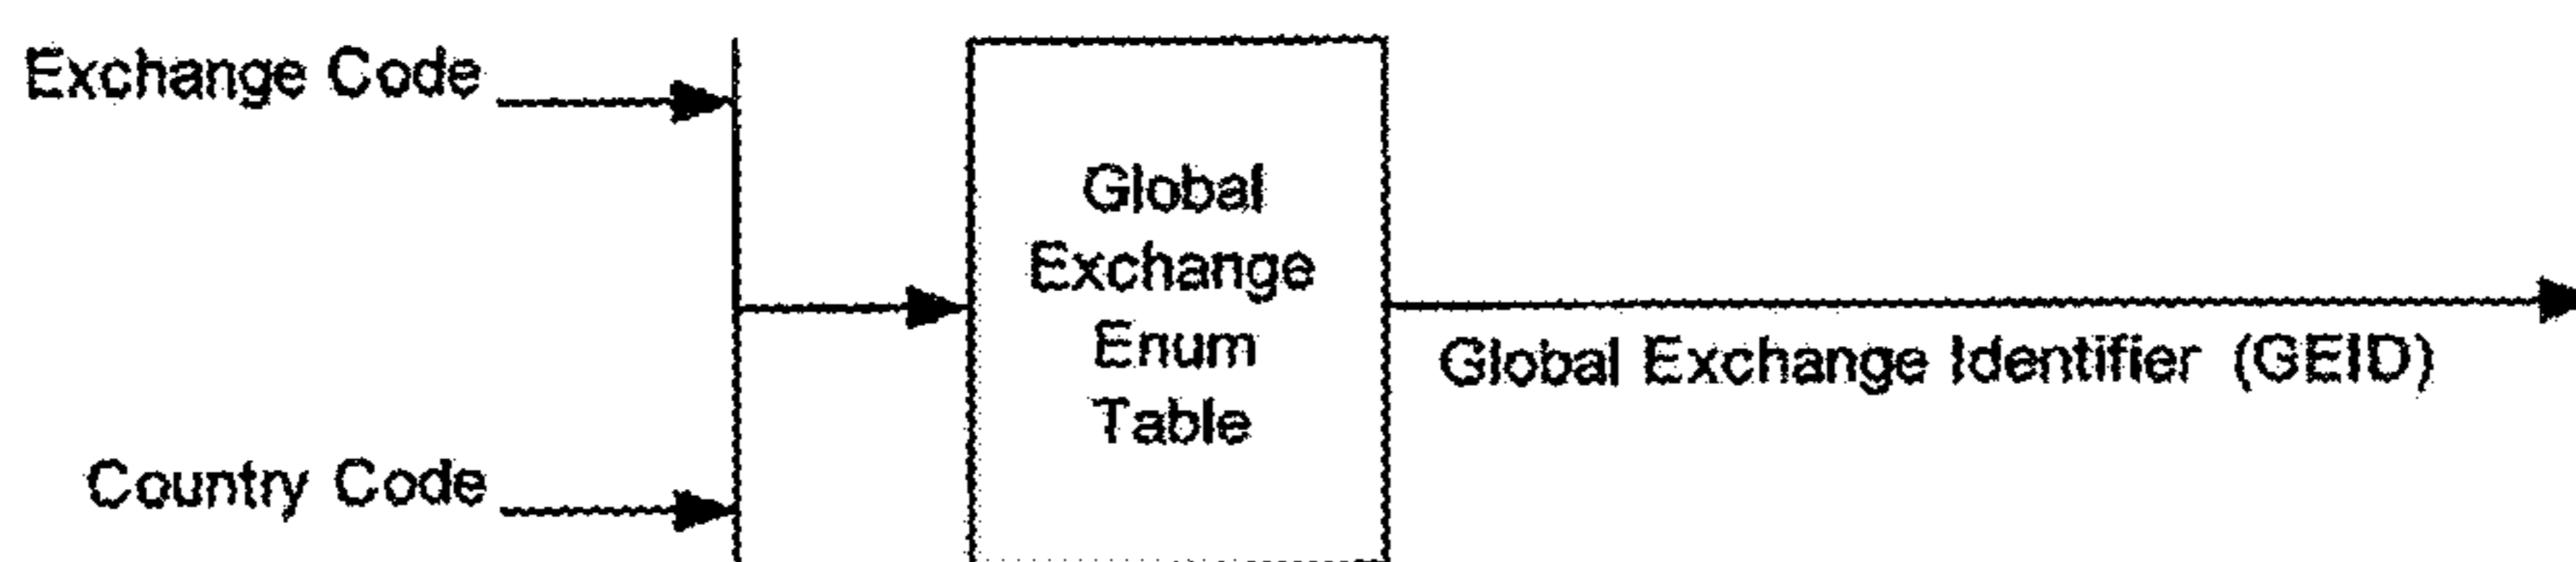 Exchange Code
Global
Exchange
Enum
Table
Global Exchange Identifier (GEID)
Country Code